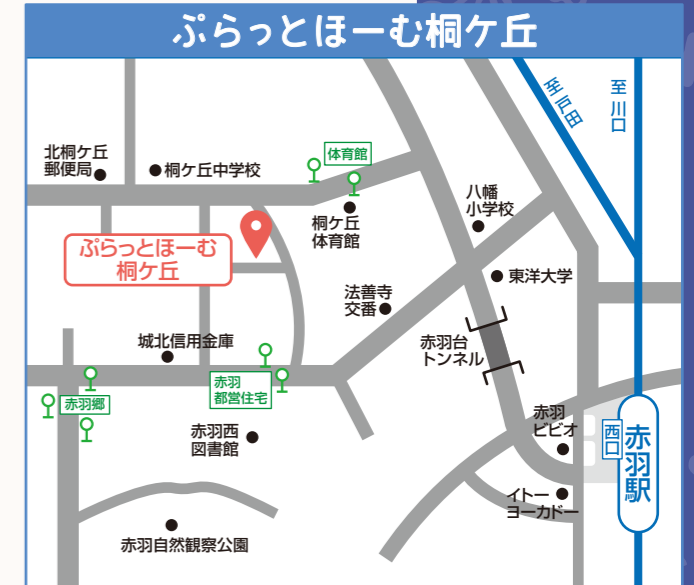 ぷらっとほーむ桐ケ丘
至戸田
至 川口
北桐ケ丘
郵便局
桐ケ丘中学校
体育館
八幡
小学校
桐ケ丘
体育館
ぷらっとほーむ
桐ケ丘
東洋大学
法善寺
交番
城北信用金庫
赤羽台
トンネル
赤羽
都営住宅
赤羽郷
赤羽
ビビオ
西口
赤羽駅
赤羽西
図書館
イトー
ヨーカドー
赤羽自然観察公園